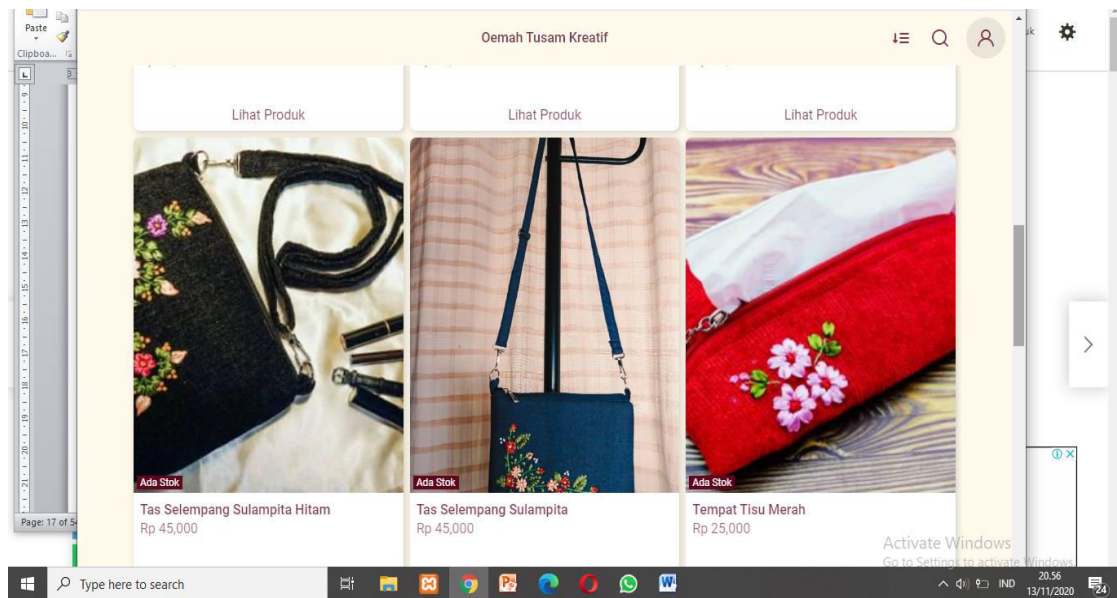 Paste
Clipboa...
Oemah Tusam Kreatif
Lihat Produk
Lihat Produk
Lihat Produk
Ada Stok
Ada Stok
Ada Stok
Tas Selempang Sulampita Hitam
Rp 45,000
Tas Selempang Sulampita
Rp 45,000
Tempat Tisu Merah
Rp 25,000
Page: 17 of 5
Activate Windows
Go to Settings to activate Windows.
Type here to search
IND
20.56
13/11/2020
24